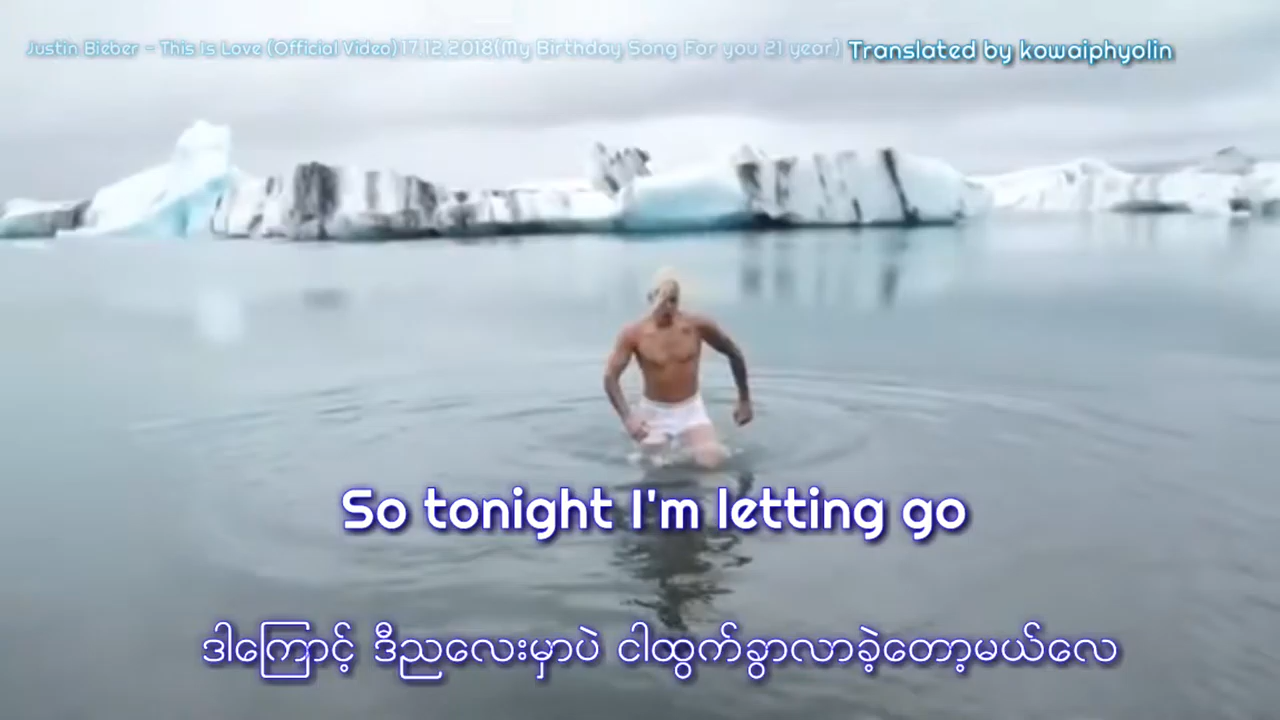 Justin Bieber - This Is Love (Official Video) 17.12.2018(My Birthday Song For you 21 year) Translated by kowaiphyolin
So tonight I'm letting go
ဒါကြောင့် ဒီညလေးမှာပဲ ငါထွက်ခွာလာခဲ့တော့မယ်လေ